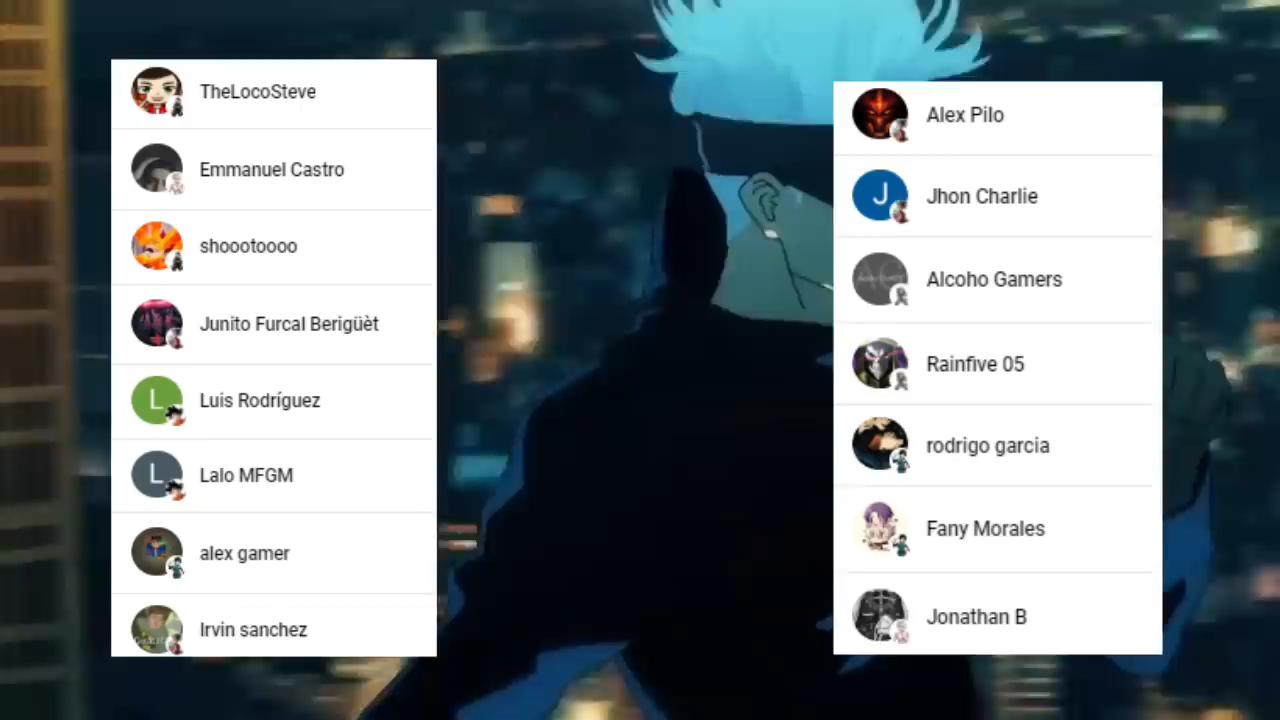 TheLocoSteve
Emmanuel Castro
shoootoooo
Junito Furcal Berigüèt
L
Luis Rodríguez
L
Lalo MFGM
alex gamer
Irvin sanchez
Alex Pilo
J
Jhon Charlie
Alcoho Gamers
Rainfive 05
rodrigo garcia
Fany Morales
Jonathan B